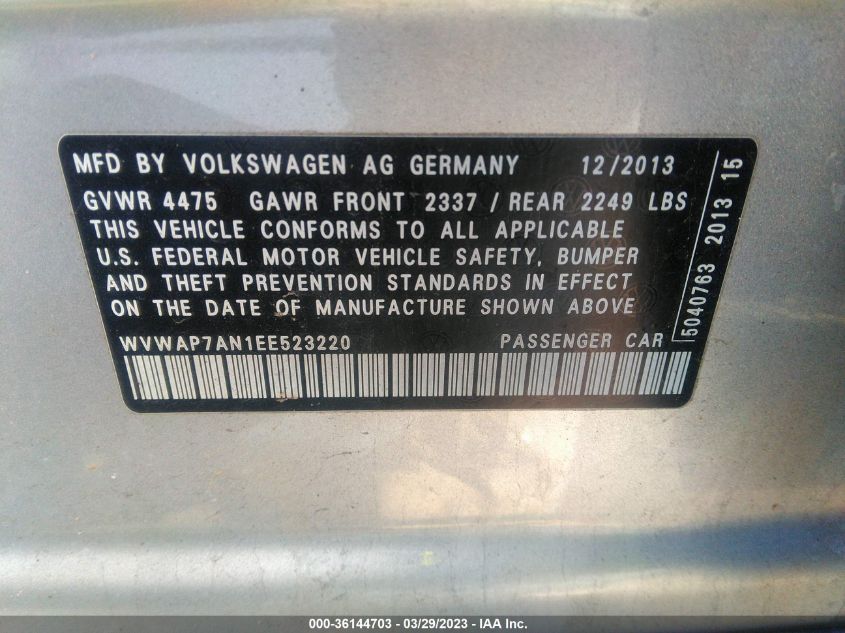 MFD BY VOLKSWAGEN AG GERMANY 12/2013
GVWR 4475 GAWR FRONT 2337 / REAR 2249 LBS
THIS VEHICLE CONFORMS TO ALL APPLICABLE
U.S. FEDERAL MOTOR VEHICLE SAFETY, BUMPER
AND THEFT PREVENTION STANDARDS IN EFFECT
ON THE DATE OF MANUFACTURE SHOWN ABOVE
WVWAP7AN1EE523220 PASSENGER CAR
5040763 2013 15
000-36144703 - 03/29/2023 - IAA Inc.